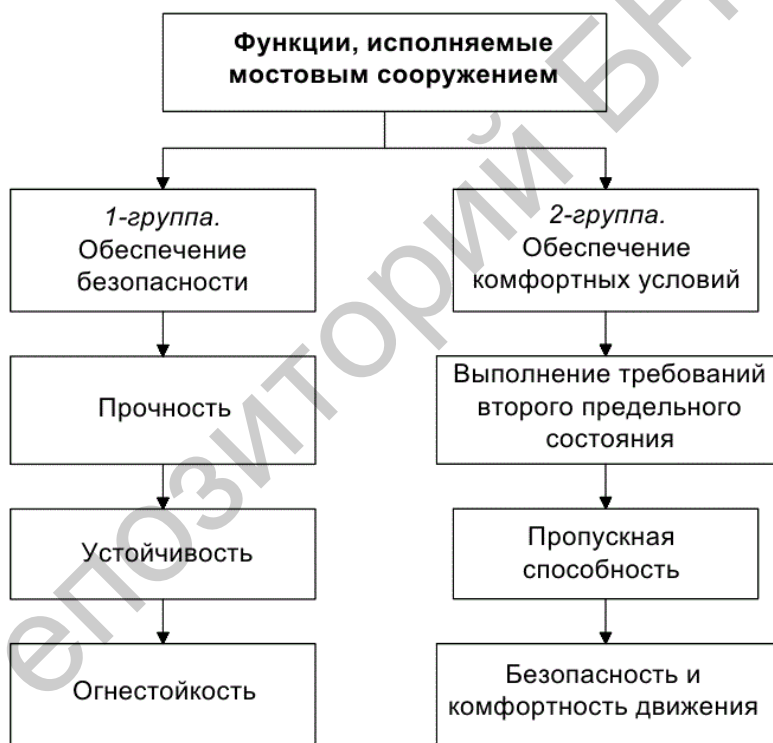 Функции, исполняемые
мостовым сооружением
1-группа.
Обеспечение
безопасности
2-группа.
Обеспечение
комфортных условий
Прочность
Выполнение требований
второго предельного
состояния
Устойчивость
Пропускная
способность
Огнестойкость
Безопасность и
комфортность движения